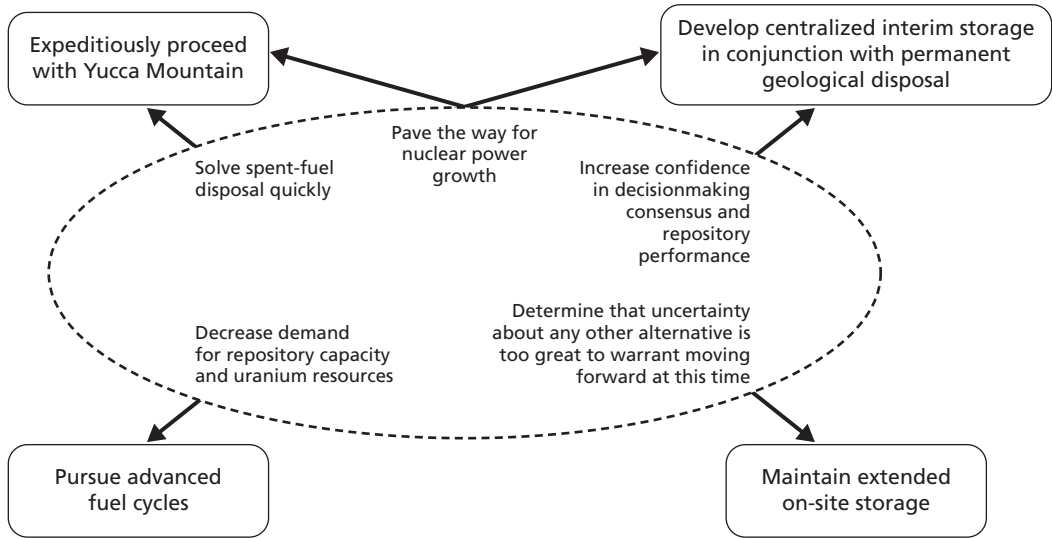 Expeditiously proceed
with Yucca Mountain
Develop centralized interim storage
in conjunction with permanent
geological disposal
Pave the way for
nuclear power
growth
Solve spent-fuel
disposal quickly
Increase confidence
in decisionmaking
consensus and
repository
performance
Decrease demand
for repository capacity
and uranium resources
Determine that uncertainty
about any other alternative is
too great to warrant moving
forward at this time
Pursue advanced
fuel cycles
Maintain extended
on-site storage